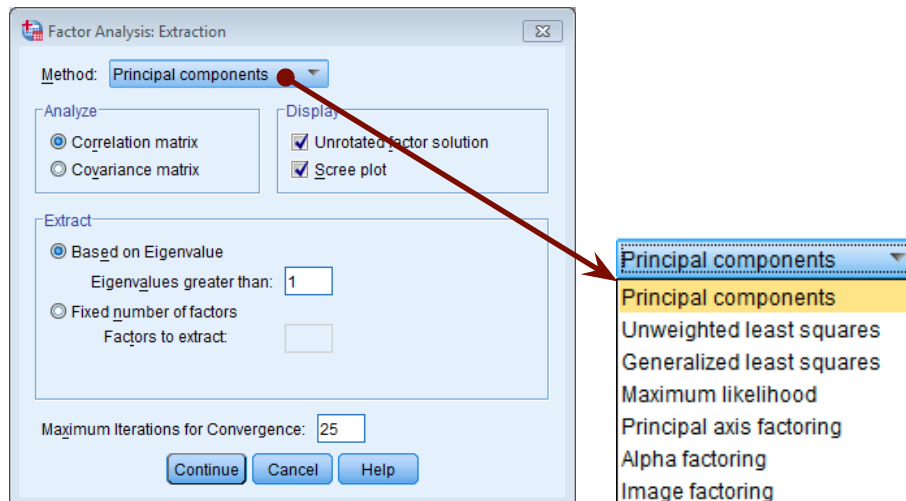 Factor Analysis: Extraction
Method: Principal components
Analyze
Correlation matrix
Covariance matrix
Display
Unrotated factor solution
Scree plot
Extract
Based on Eigenvalue
Eigenvalues greater than: 1
Fixed number of factors
Factors to extract:
Maximum Iterations for Convergence: 25
Continue Cancel Help
Principal components
Principal components
Unweighted least squares
Generalized least squares
Maximum likelihood
Principal axis factoring
Alpha factoring
Image factoring